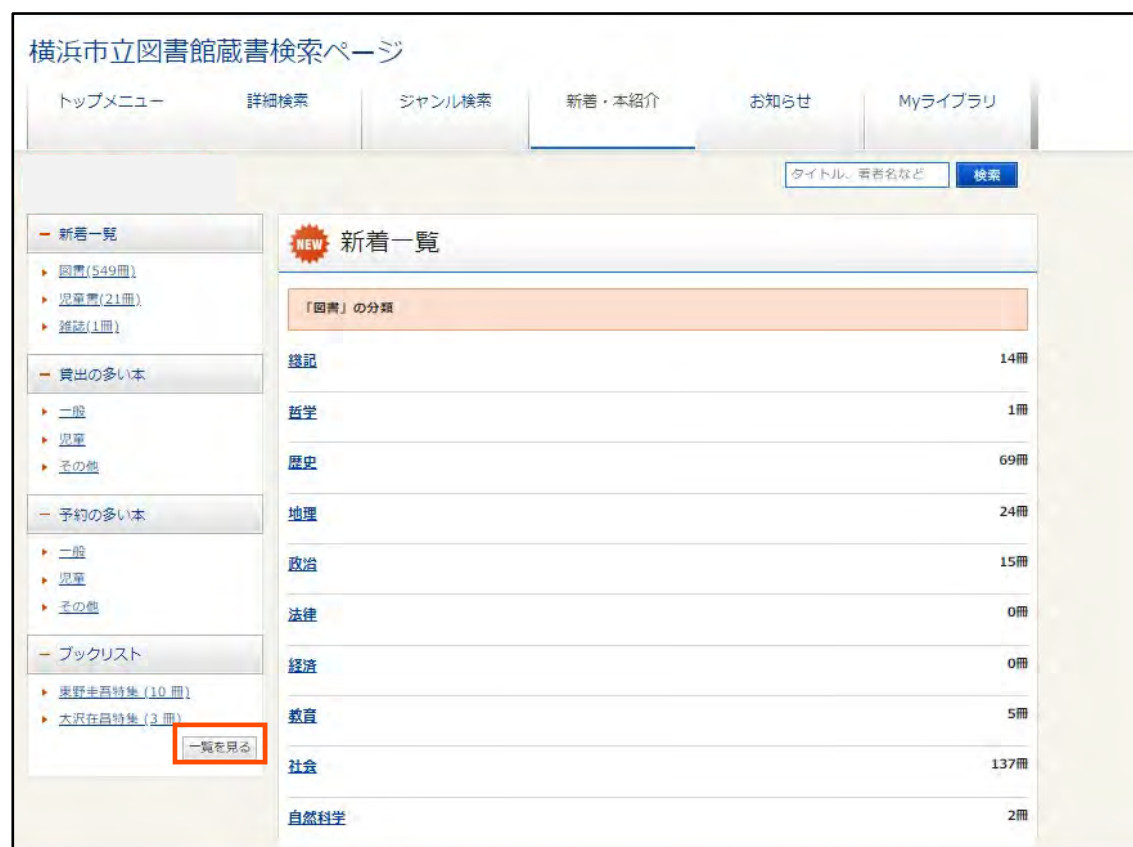 横浜市立図書館蔵書検索ページ
トップメニュー 詳細検索 ジャンル検索 新着・本紹介 お知らせ Myライブラリ
タイトル、著者名など 検索
新着一覧
図書(549冊)
児童書(21冊)
雑誌(1冊)
貸出の多い本
一般
児童
その他
予約の多い本
一般
児童
その他
ブックリスト
東野圭吾特集 (10 冊)
大沢在昌特集 (3 冊)
一覧を見る
NEW 新着一覧
「図書」の分類
総記 14冊
哲学 1冊
歴史 69冊
地理 24冊
政治 15冊
法律 0冊
経済 0冊
教育 5冊
社会 137冊
自然科学 2冊